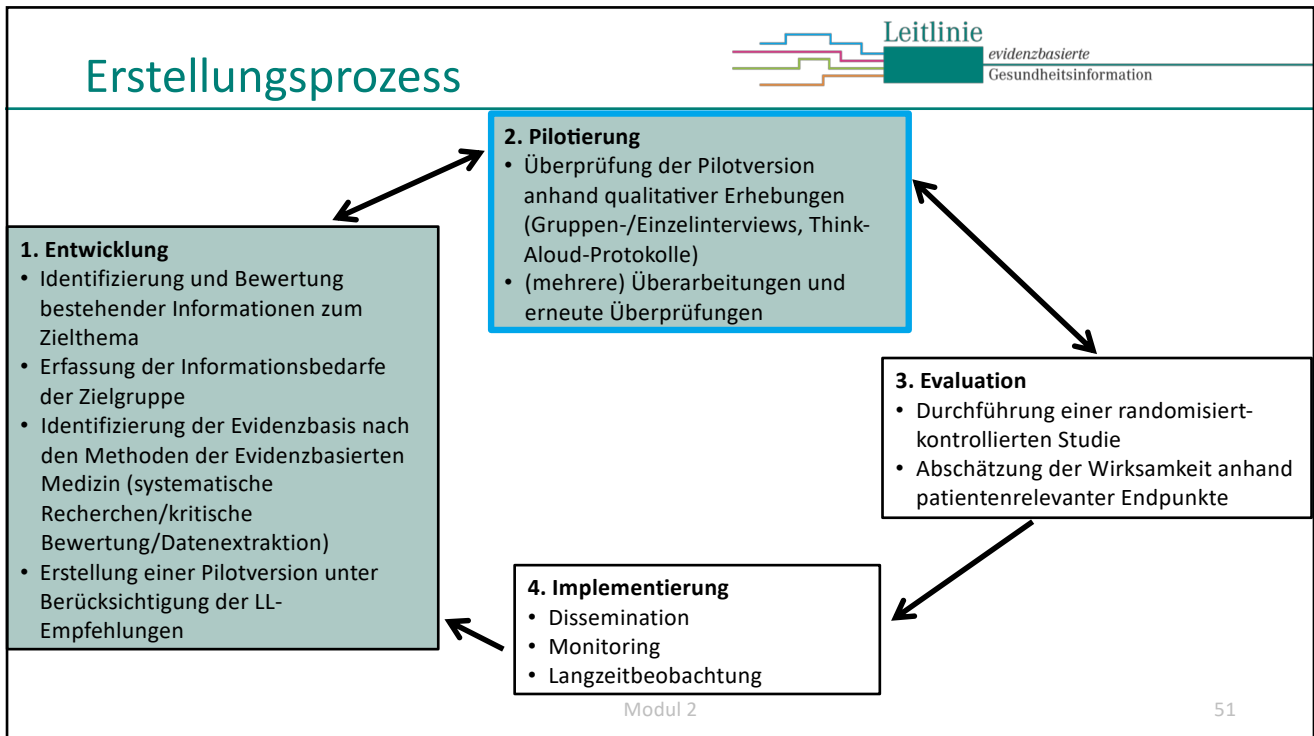 Erstellungsprozess
Leitlinie
evidenzbasierte
Gesundheitsinformation
2. Pilotierung
• Überprüfung der Pilotversion
anhand qualitativer Erhebungen
(Gruppen-/Einzelinterviews, Think-
Aloud-Protokolle)
• (mehrere) Überarbeitungen und
erneute Überprüfungen
1. Entwicklung
• Identifizierung und Bewertung
bestehender Informationen zum
Zielthema
• Erfassung der Informationsbedarfe
der Zielgruppe
• Identifizierung der Evidenzbasis nach
den Methoden der Evidenzbasierten
Medizin (systematische
Recherchen/kritische
Bewertung/Datenextraktion)
• Erstellung einer Pilotversion unter
Berücksichtigung der LL-
Empfehlungen
3. Evaluation
• Durchführung einer randomisiert-
kontrollierten Studie
• Abschätzung der Wirksamkeit anhand
patientenrelevanter Endpunkte
4. Implementierung
• Dissemination
• Monitoring
• Langzeitbeobachtung
Modul 2
51